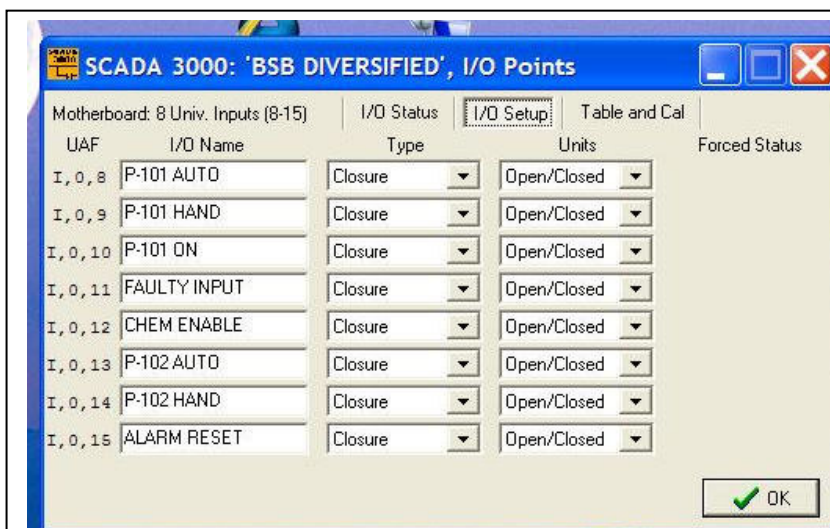 SCADA 3000: 'BSB DIVERSIFIED', I/O Points
Motherboard: 8 Univ. Inputs (8-15) I/O Status I/O Setup Table and Cal
UAF I/O Name Type Units Forced Status
I,0,8 P-101 AUTO Closure Open/Closed
I,0,9 P-101 HAND Closure Open/Closed
I,0,10 P-101 ON Closure Open/Closed
I,0,11 FAULTY INPUT Closure Open/Closed
I,0,12 CHEM ENABLE Closure Open/Closed
I,0,13 P-102 AUTO Closure Open/Closed
I,0,14 P-102 HAND Closure Open/Closed
I,0,15 ALARM RESET Closure Open/Closed
OK